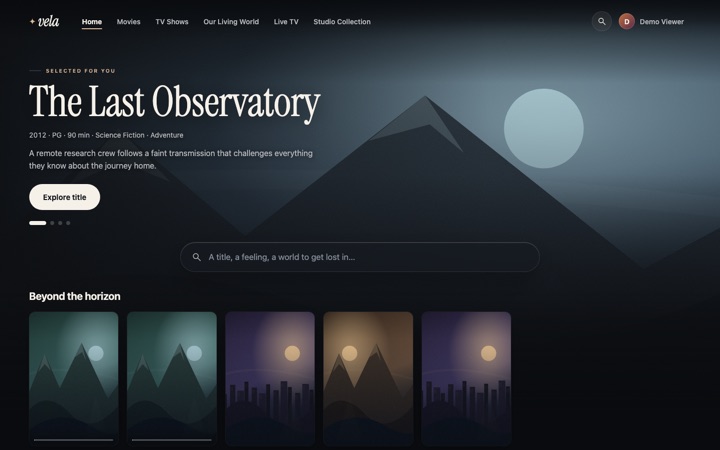 vela
Home
Movies
TV Shows
Our Living World
Live TV
Studio Collection
D
Demo Viewer
SELECTED FOR YOU
The Last Observatory
2012 · PG · 90 min · Science Fiction · Adventure
A remote research crew follows a faint transmission that challenges everything
they know about the journey home.
Explore title
A title, a feeling, a world to get lost in...
Beyond the horizon